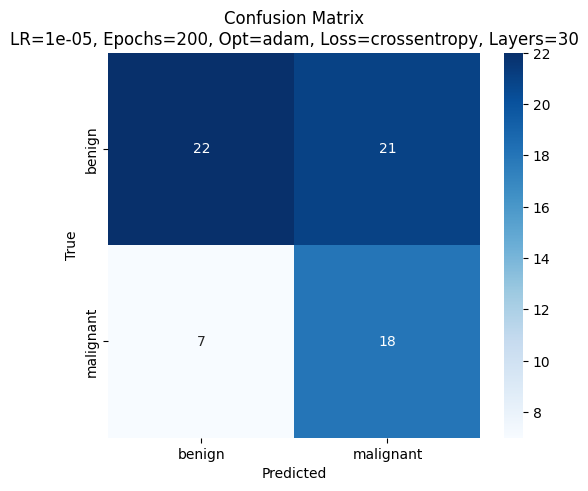 Confusion Matrix
LR=1e-05, Epochs=200, Opt=adam, Loss=crossentropy, Layers=30
True
benign
22
21
malignant
7
18
benign
malignant
Predicted
22
20
18
16
14
12
10
8